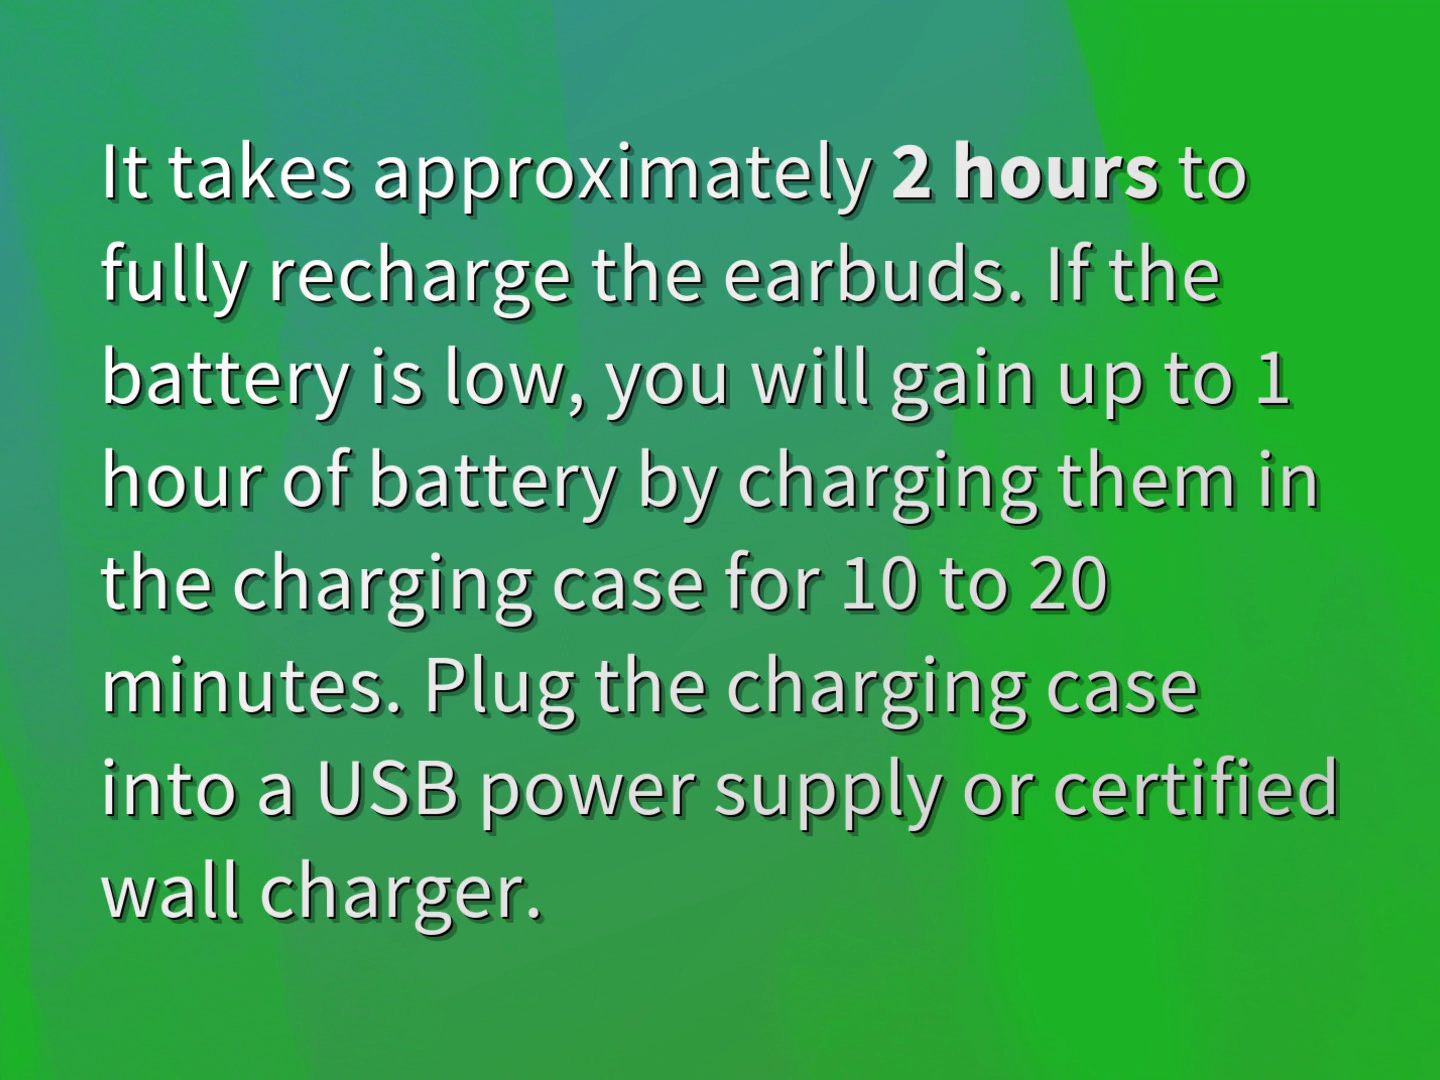 It takes approximately 2 hours to
fully recharge the earbuds. If the
battery is low, you will gain up to 1
hour of battery by charging them in
the charging case for 10 to 20
minutes. Plug the charging case
into a USB power supply or certified
wall charger.